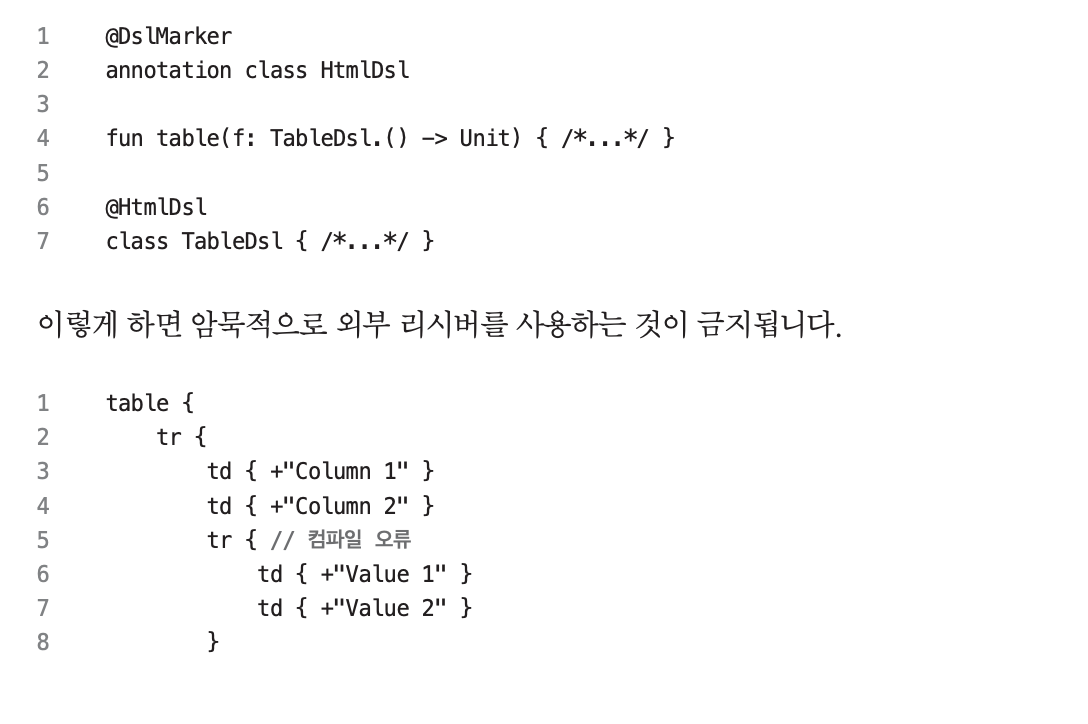 1 @DslMarker
2 annotation class HtmlDsl
3
4 fun table(f: TableDsl.() -> Unit) { /*...*/ }
5
6 @HtmlDsl
7 class TableDsl { /*...*/ }
이렇게 하면 암묵적으로 외부 리시버를 사용하는 것이 금지됩니다.
1 table {
2     tr {
3         td { +"Column 1" }
4         td { +"Column 2" }
5         tr { // 컴파일 오류
6             td { +"Value 1" }
7             td { +"Value 2" }
8         }